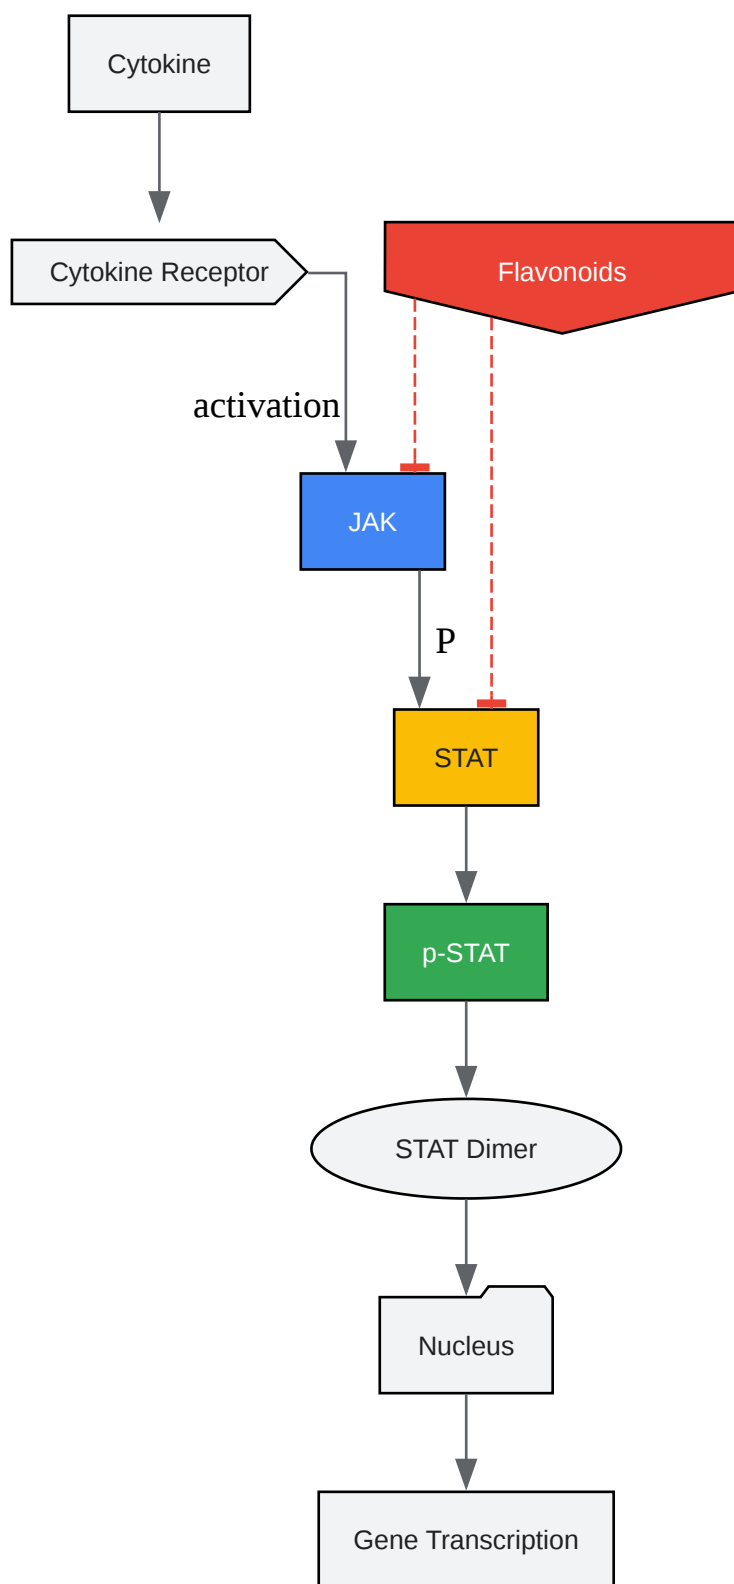 Cytokine
Cytokine Receptor
Flavonoids
activation
JAK
P
STAT
p-STAT
STAT Dimer
Nucleus
Gene Transcription